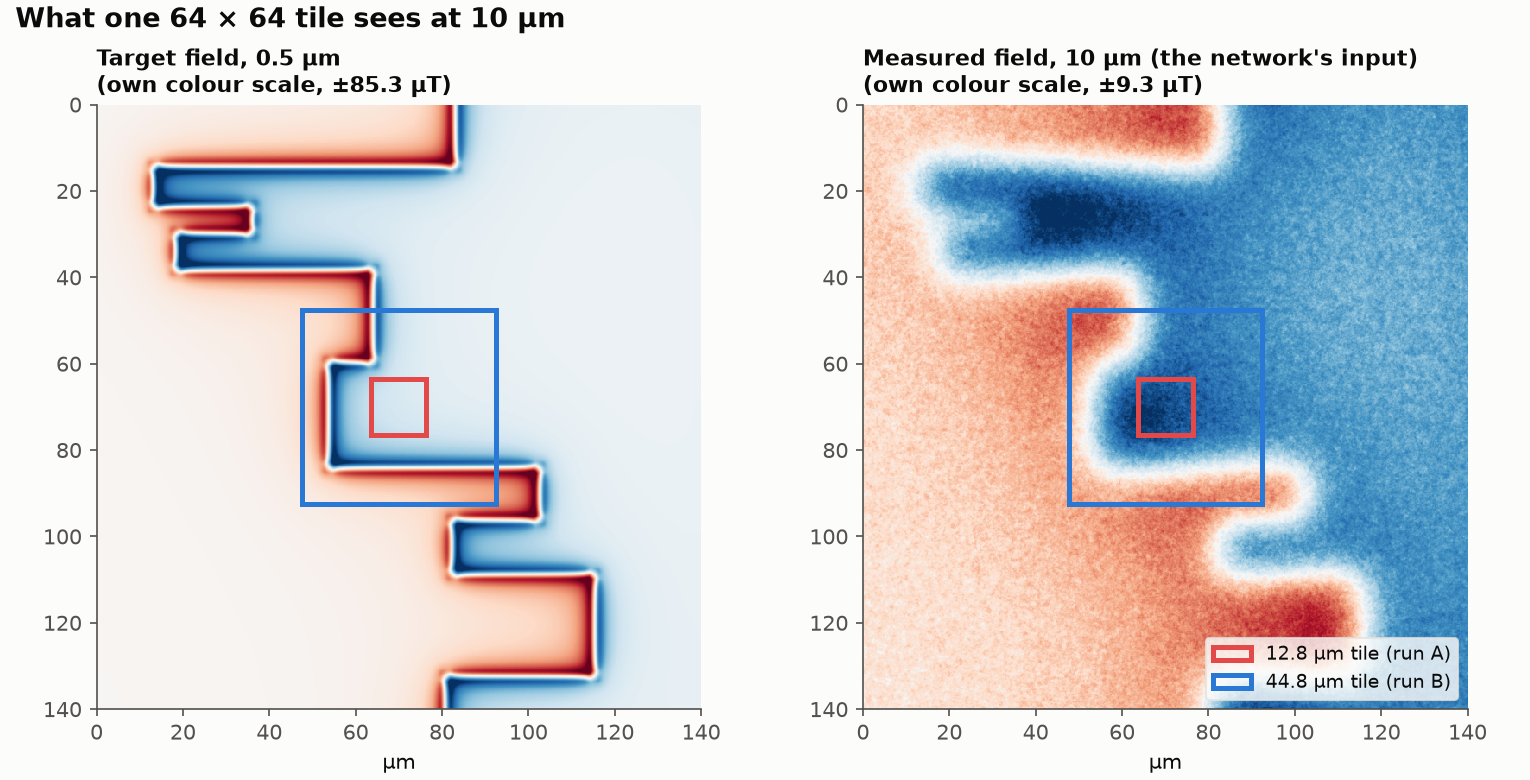 What one 64 × 64 tile sees at 10 µm
Target field, 0.5 µm
(own colour scale, ±85.3 µT)
0
20
40
60
80
100
120
140
0 20 40 60 80 100 120 140
µm
Measured field, 10 µm (the network's input)
(own colour scale, ±9.3 µT)
0
20
40
60
80
100
120
140
12.8 µm tile (run A)
44.8 µm tile (run B)
0 20 40 60 80 100 120 140
µm